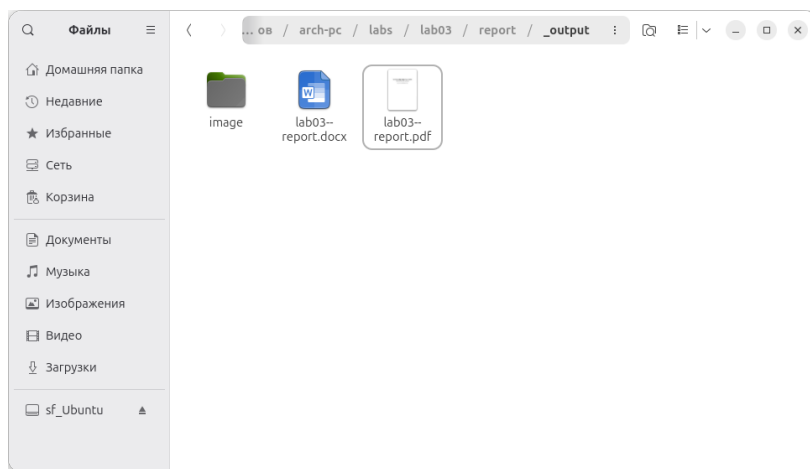 Файлы
... ов / arch-pc / labs / lab03 / report / _output
Домашняя папка
Недавние
Избранные
Сеть
Корзина
Документы
Музыка
Изображения
Видео
Загрузки
sf_Ubuntu
image
W
lab03--
report.docx
lab03--
report.pdf